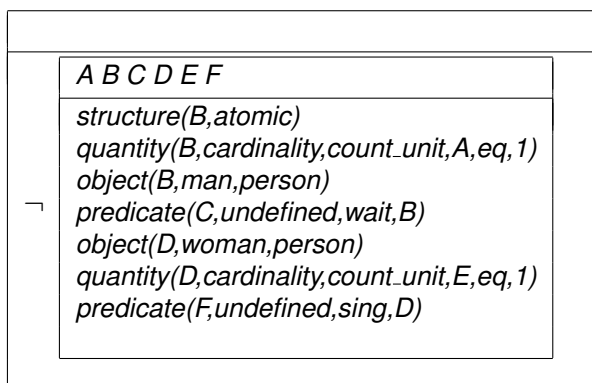 A B C D E F
structure(B,atomic)
quantity(B,cardinality,count_unit,A,eq,1)
object(B,man,person)
¬ predicate(C,undefined,wait,B)
object(D,woman,person)
quantity(D,cardinality,count_unit,E,eq,1)
predicate(F,undefined,sing,D)